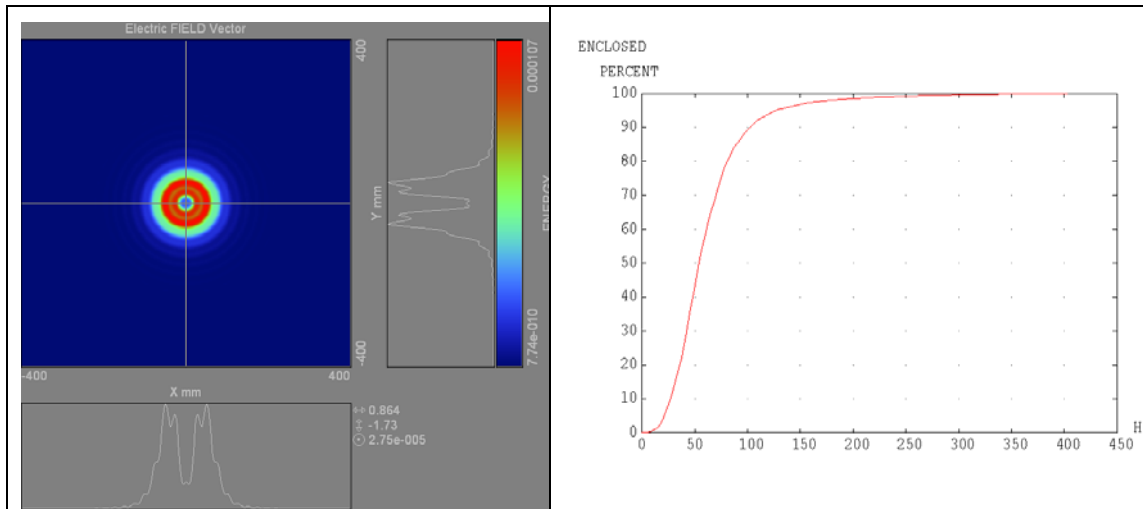 Electric FIELD Vector
400
Y mm
-400
0.000107
ENERGY
7.74e-010
-400
400
X mm
0.864
-1.73
2.75e-005
ENCLOSED
PERCENT
100
90
80
70
60
50
40
30
20
10
0
0 50 100 150 200 250 300 350 400 450
H